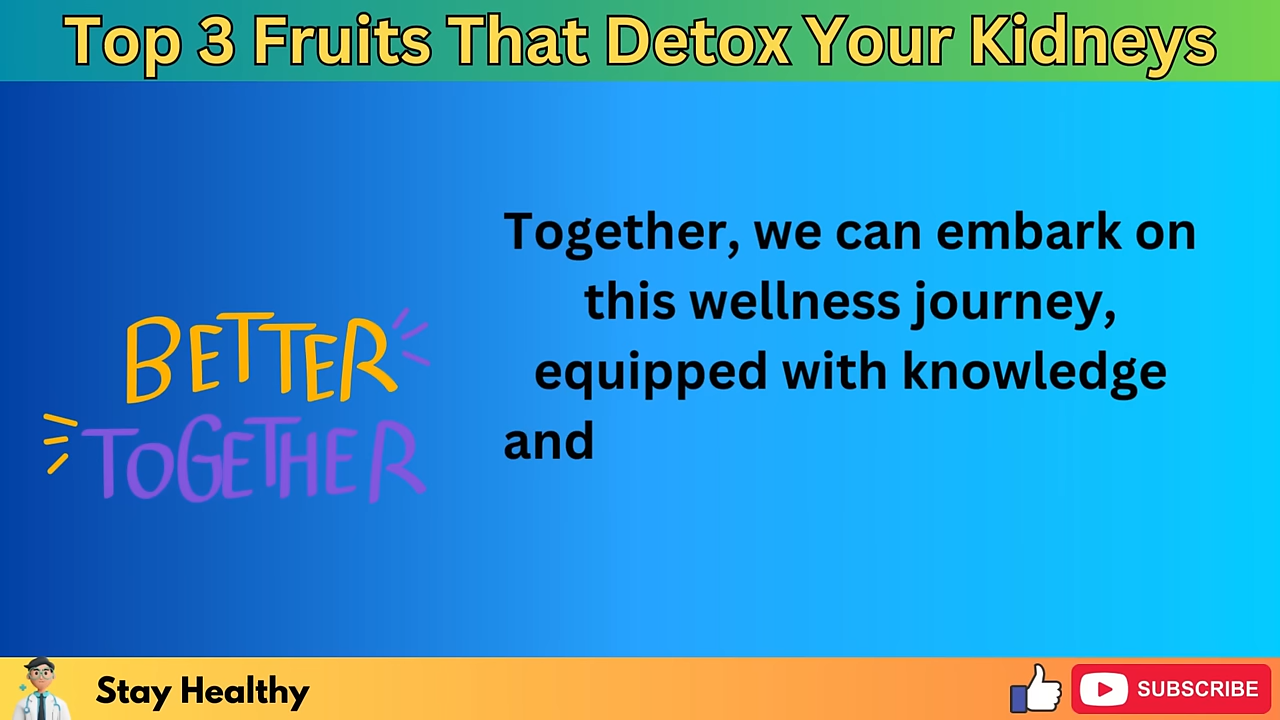 Top 3 Fruits That Detox Your Kidneys
Together, we can embark on
this wellness journey,
equipped with knowledge
and
BETTER
TOGETHER
Stay Healthy
SUBSCRIBE